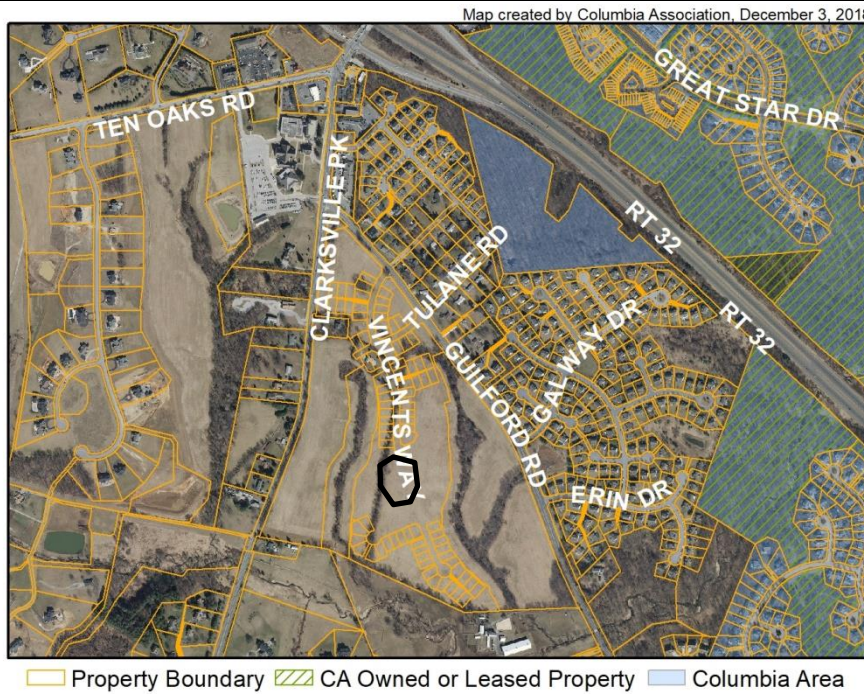 Map created by Columbia Association, December 3, 2018
GREAT STAR DR
TEN OAKS RD
CLARKSVILLE PK
RT 32
TULANE RD
RT 32
VINCENTS WAY
GUILFORD RD
GALWAY DR
ERIN DR
Property Boundary CA Owned or Leased Property Columbia Area